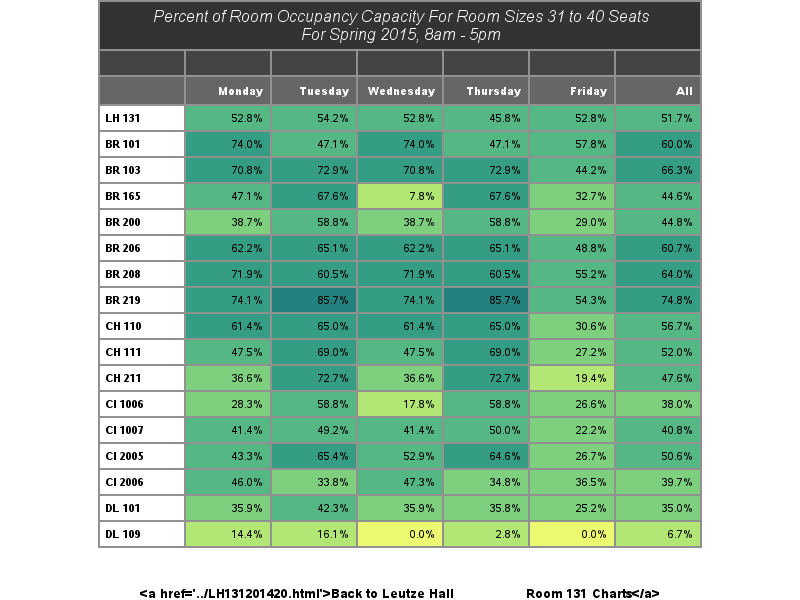 Percent of Room Occupancy Capacity For Room Sizes 31 to 40 Seats
For Spring 2015, 8am - 5pm
Monday Tuesday Wednesday Thursday Friday All
LH 131 52.8% 54.2% 52.8% 45.8% 52.8% 51.7%
BR 101 74.0% 47.1% 74.0% 47.1% 57.8% 60.0%
BR 103 70.8% 72.9% 70.8% 72.9% 44.2% 66.3%
BR 165 47.1% 67.6% 7.8% 67.6% 32.7% 44.6%
BR 200 38.7% 58.8% 38.7% 58.8% 29.0% 44.8%
BR 206 62.2% 65.1% 62.2% 65.1% 48.8% 60.7%
BR 208 71.9% 60.5% 71.9% 60.5% 55.2% 64.0%
BR 219 74.1% 85.7% 74.1% 85.7% 54.3% 74.8%
CH 110 61.4% 65.0% 61.4% 65.0% 30.6% 56.7%
CH 111 47.5% 69.0% 47.5% 69.0% 27.2% 52.0%
CH 211 36.6% 72.7% 36.6% 72.7% 19.4% 47.6%
CI 1006 28.3% 58.8% 17.8% 58.8% 26.6% 38.0%
CI 1007 41.4% 49.2% 41.4% 50.0% 22.2% 40.8%
CI 2005 43.3% 65.4% 52.9% 64.6% 26.7% 50.6%
CI 2006 46.0% 33.8% 47.3% 34.8% 36.5% 39.7%
DL 101 35.9% 42.3% 35.9% 35.8% 25.2% 35.0%
DL 109 14.4% 16.1% 0.0% 2.8% 0.0% 6.7%
<a href='../LH131201420.html'>Back to Leutze Hall Room 131 Charts</a>